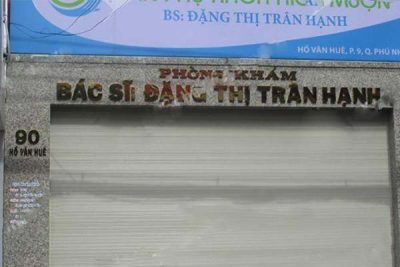 MUỘN
BS: ĐẶNG THỊ TRÂN HẠNH
HỒ VĂN HUÊ, P. 9, Q. PHÚ
PHÒNG KHÁM
BÁC SĨ: ĐẶNG THỊ TRÂN HẠNH
90
HỒ VĂN HUÊ